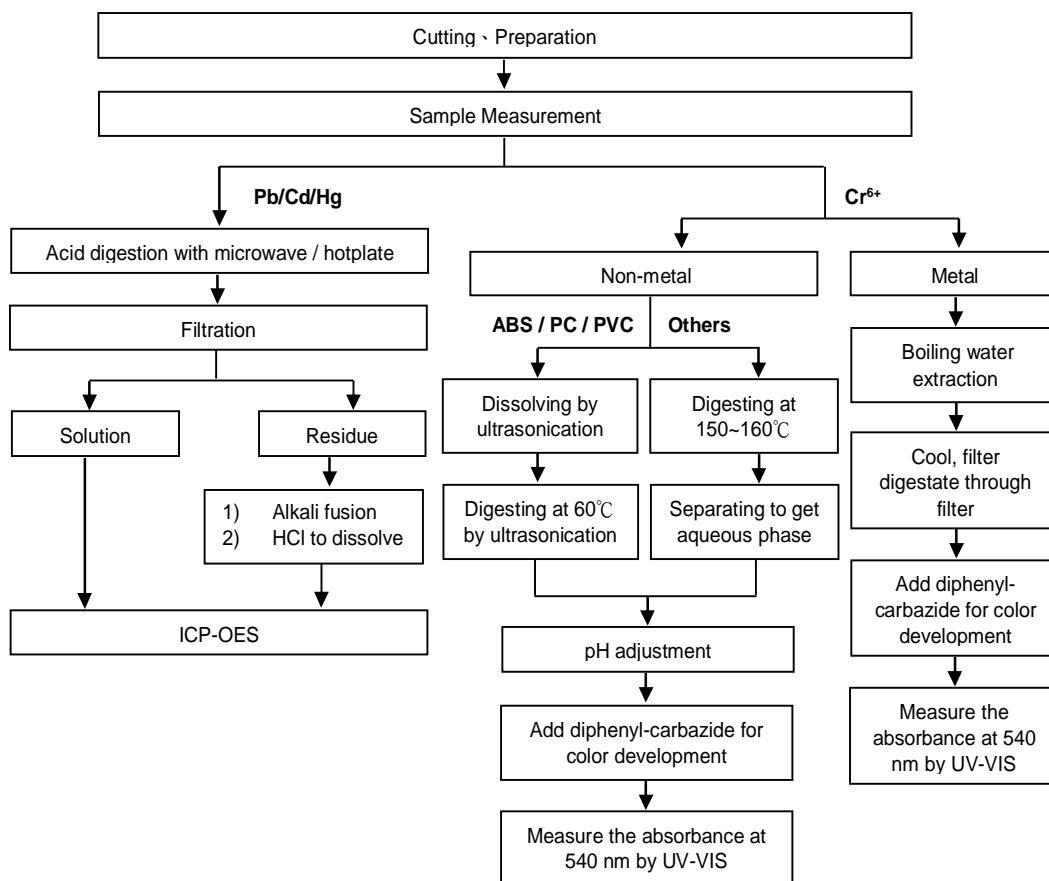 Cutting、Preparation
Sample Measurement
Pb/Cd/Hg
Cr⁶⁺
Acid digestion with microwave / hotplate
Filtration
Solution
Residue
1) Alkali fusion
2) HCl to dissolve
ICP-OES
Non-metal
ABS / PC / PVC
Others
Dissolving by
ultrasonication
Digesting at 60℃
by ultrasonication
Digesting at
150~160℃
Separating to get
aqueous phase
pH adjustment
Add diphenyl-carbazide for
color development
Measure the absorbance at
540 nm by UV-VIS
Metal
Boiling water
extraction
Cool, filter
digestate through
filter
Add diphenyl-
carbazide for color
development
Measure the
absorbance at 540
nm by UV-VIS